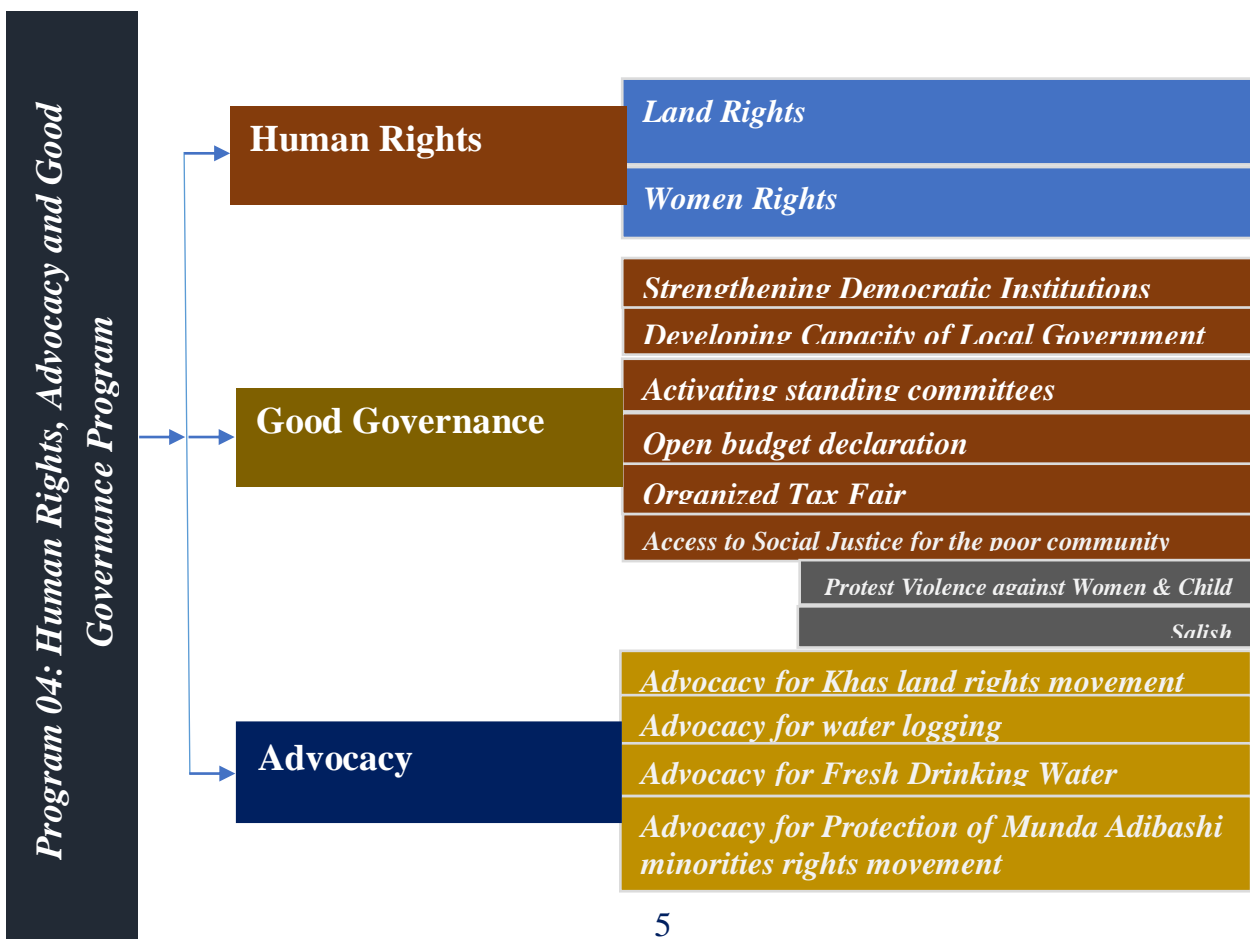 Program 04: Human Rights, Advocacy and Good
Governance Program
Human Rights
Land Rights
Women Rights
Good Governance
Strengthening Democratic Institutions
Developing Capacity of Local Government
Activating standing committees
Open budget declaration
Organized Tax Fair
Access to Social Justice for the poor community
Protest Violence against Women & Child
Salish
Advocacy
Advocacy for Khas land rights movement
Advocacy for water logging
Advocacy for Fresh Drinking Water
Advocacy for Protection of Munda Adibashi
minorities rights movement
5